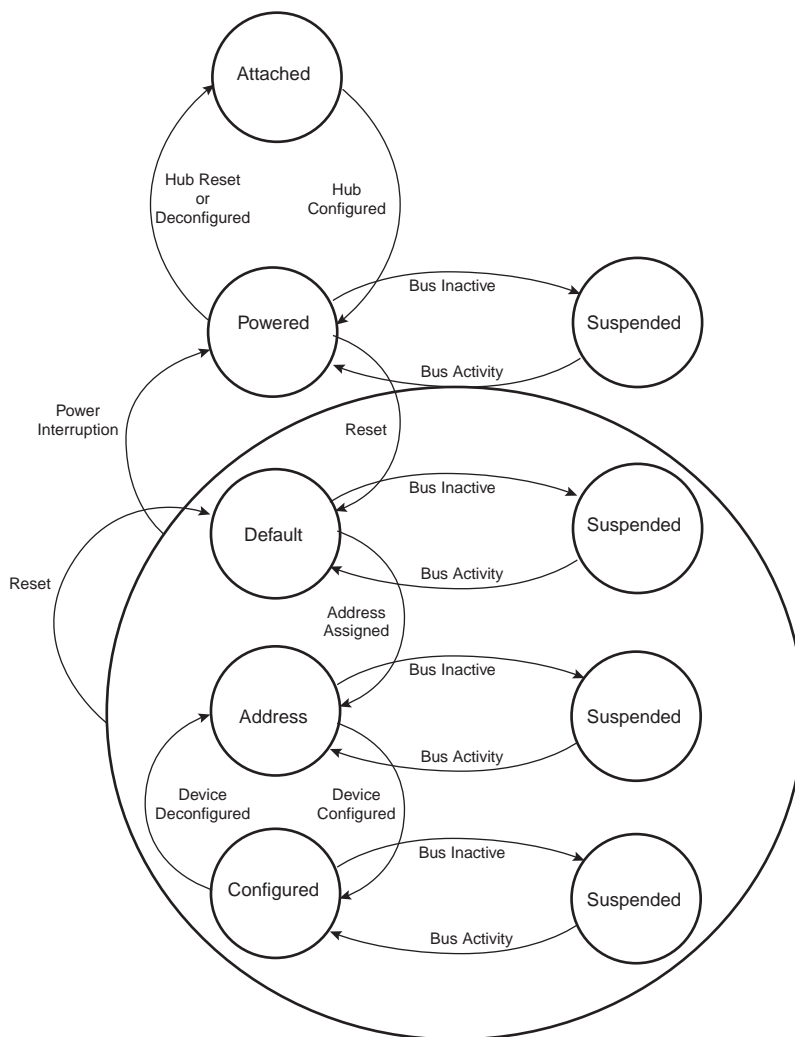 Attached
Hub Reset
or
Deconfigured
Hub
Configured
Bus Inactive
Powered
Suspended
Bus Activity
Power
Interruption
Reset
Bus Inactive
Default
Suspended
Bus Activity
Reset
Address
Assigned
Bus Inactive
Address
Suspended
Bus Activity
Device
Deconfigured
Device
Configured
Bus Inactive
Configured
Suspended
Bus Activity